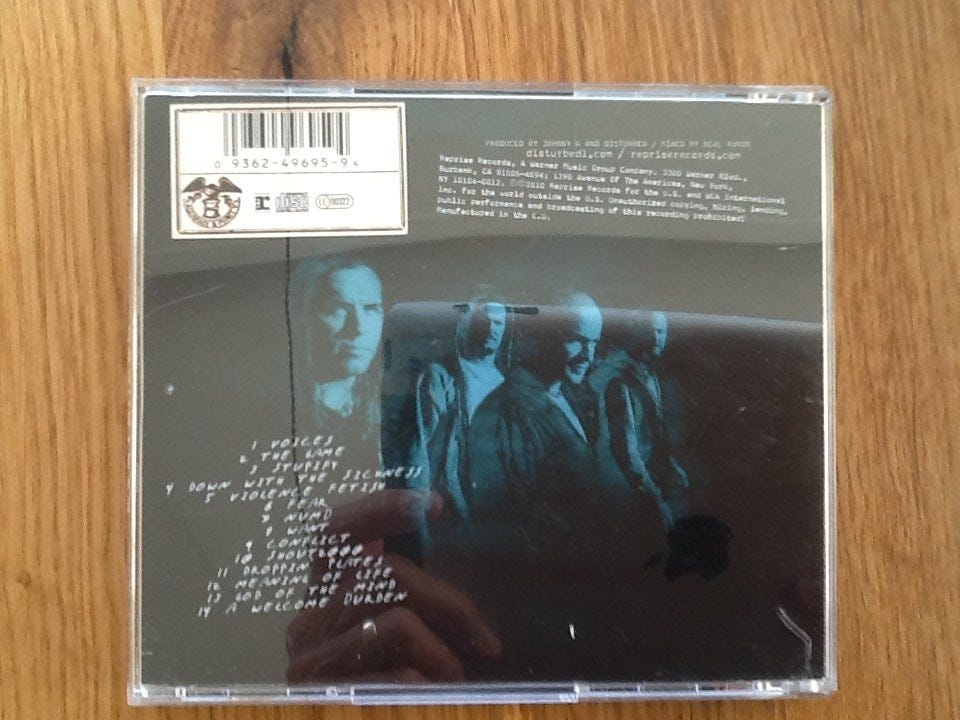 0 9362-49695-9 4
R
LC 00322
PRODUCED BY JOHNNY K AND DISTURBED / MIXED BY NEAL AVRON
disturbed1.com / repriserecords.com
Reprise Records, A Warner Music Group Company. 3300 Warner Blvd.,
Burbank, CA 91505-4694; 1290 Avenue Of The Americas, New York,
NY 10104-0012. ℗©2010 Reprise Records for the U.S. and WEA International
Inc. for the world outside the U.S. Unauthorized copying, hiring, lending,
public performance and broadcasting of this recording prohibited!
Manufactured in the E.U.
1 VOICES
2 THE GAME
3 STUPIFY
4 DOWN WITH THE SICKNESS
5 VIOLENCE FETISH
6 FEAR
7 NUMB
8 WANT
9 CONFLICT
10 SHOUT2000
11 DROPPIN' PLATES
12 MEANING OF LIFE
13 GOD OF THE MIND
14 A WELCOME BURDEN